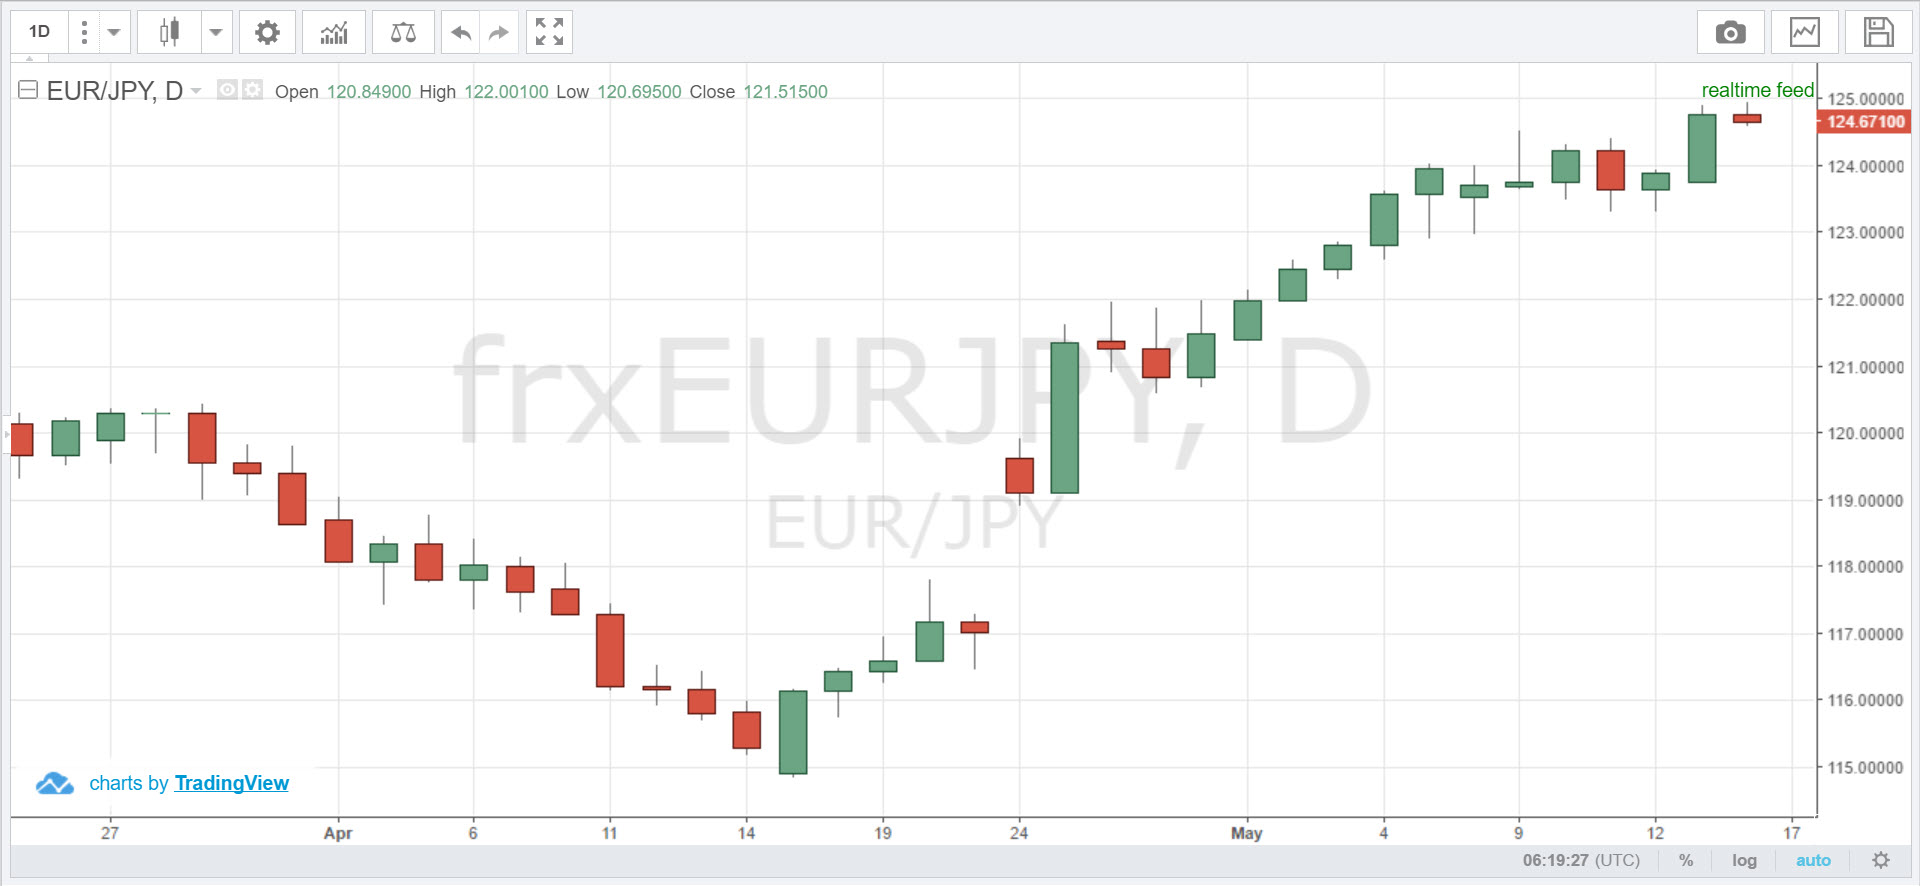 1D
EUR/JPY, D Open 120.84900 High 122.00100 Low 120.69500 Close 121.51500
realtime feed
125.00000
124.67100
124.00000
123.00000
122.00000
frxEURJPY, D
121.00000
120.00000
119.00000
EUR/JPY
118.00000
117.00000
116.00000
115.00000
charts by TradingView
27 Apr 6 11 14 19 24 May 4 9 12 17
06:19:27 (UTC) % log auto